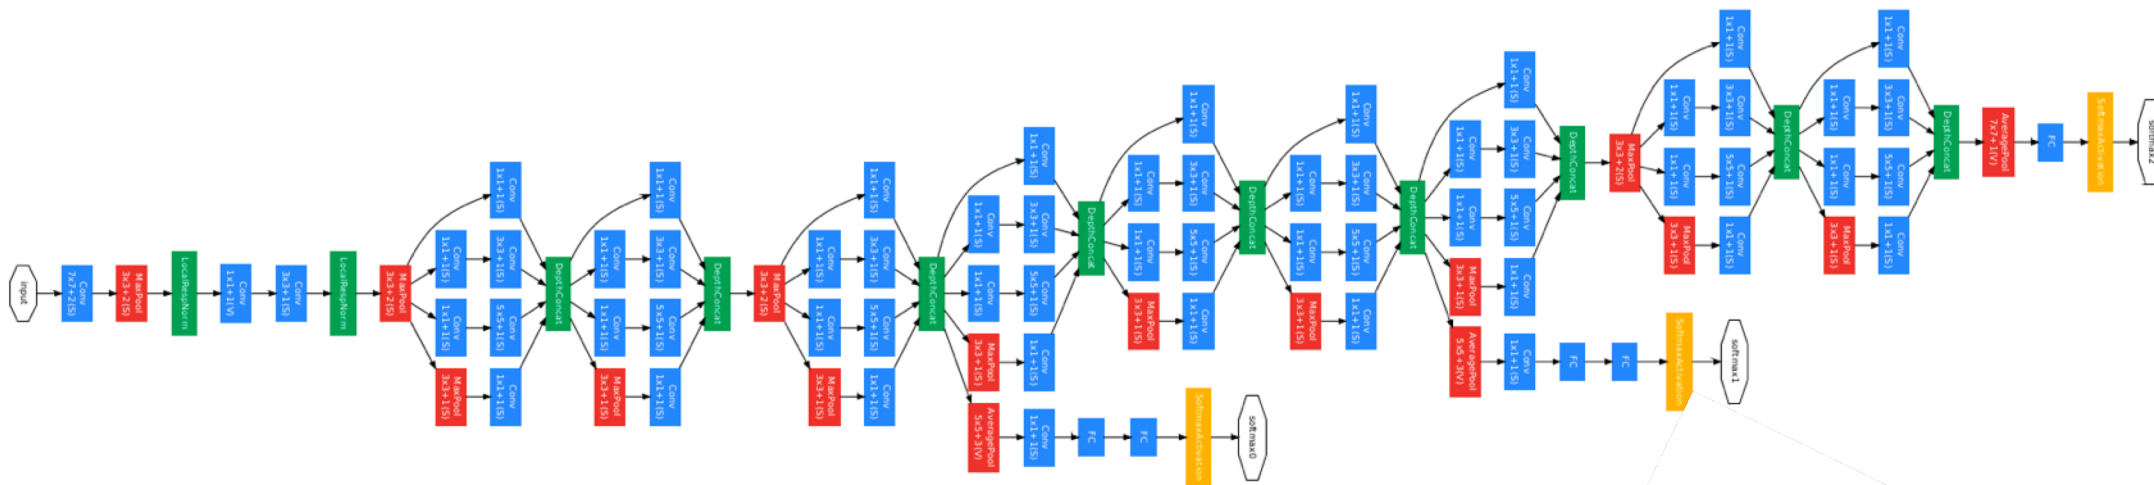 input
Conv
7x7+2(S)
MaxPool
3x3+2(S)
LocalRespNorm
Conv
1x1+1(V)
Conv
3x3+1(S)
LocalRespNorm
MaxPool
3x3+2(S)
Conv
1x1+1(S)
Conv
1x1+1(S)
MaxPool
3x3+1(S)
Conv
1x1+1(S)
Conv
3x3+1(S)
Conv
5x5+1(S)
Conv
1x1+1(S)
DepthConcat
Conv
1x1+1(S)
Conv
1x1+1(S)
MaxPool
3x3+1(S)
Conv
1x1+1(S)
Conv
3x3+1(S)
Conv
5x5+1(S)
Conv
1x1+1(S)
DepthConcat
MaxPool
3x3+2(S)
Conv
1x1+1(S)
Conv
1x1+1(S)
MaxPool
3x3+1(S)
Conv
1x1+1(S)
Conv
3x3+1(S)
Conv
5x5+1(S)
Conv
1x1+1(S)
DepthConcat
Conv
1x1+1(S)
Conv
1x1+1(S)
MaxPool
3x3+1(S)
AveragePool
5x5+3(V)
Conv
1x1+1(S)
Conv
3x3+1(S)
Conv
5x5+1(S)
Conv
1x1+1(S)
Conv
1x1+1(S)
DepthConcat
FC
FC
SoftmaxActivation
softmax0
Conv
1x1+1(S)
Conv
1x1+1(S)
MaxPool
3x3+1(S)
Conv
1x1+1(S)
Conv
3x3+1(S)
Conv
5x5+1(S)
Conv
1x1+1(S)
DepthConcat
Conv
1x1+1(S)
Conv
1x1+1(S)
MaxPool
3x3+1(S)
Conv
1x1+1(S)
Conv
3x3+1(S)
Conv
5x5+1(S)
Conv
1x1+1(S)
DepthConcat
Conv
1x1+1(S)
Conv
1x1+1(S)
MaxPool
3x3+1(S)
AveragePool
5x5+3(V)
Conv
1x1+1(S)
Conv
3x3+1(S)
Conv
5x5+1(S)
Conv
1x1+1(S)
Conv
1x1+1(S)
DepthConcat
FC
FC
SoftmaxActivation
softmax1
MaxPool
3x3+2(S)
Conv
1x1+1(S)
Conv
1x1+1(S)
MaxPool
3x3+1(S)
Conv
1x1+1(S)
Conv
3x3+1(S)
Conv
5x5+1(S)
Conv
1x1+1(S)
DepthConcat
Conv
1x1+1(S)
Conv
1x1+1(S)
MaxPool
3x3+1(S)
Conv
1x1+1(S)
Conv
3x3+1(S)
Conv
5x5+1(S)
Conv
1x1+1(S)
DepthConcat
AveragePool
7x7+1(V)
FC
SoftmaxActivation
softmax2